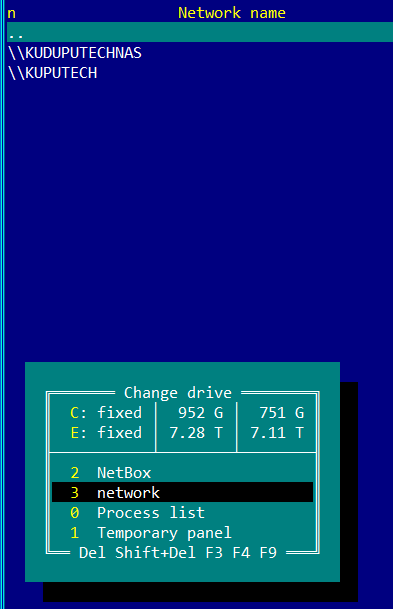 n Network name
..
\\KUDUPUTECHNAS
\\KUPUTECH
Change drive
C: fixed │ 952 G │ 751 G
E: fixed │ 7.28 T │ 7.11 T
2 NetBox
3 network
0 Process list
1 Temporary panel
Del Shift+Del F3 F4 F9